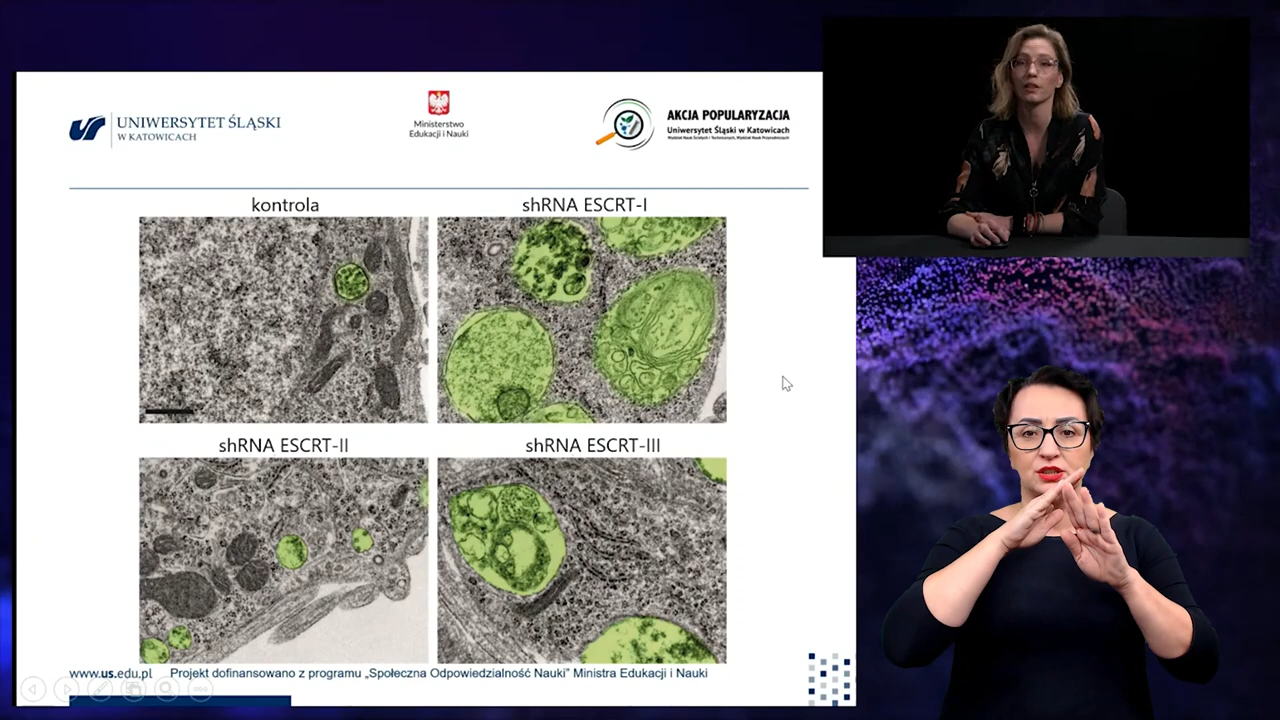 UNIWERSYTET ŚLĄSKI
W KATOWICACH
Ministerstwo
Edukacji i Nauki
AKCJA POPULARYZACJA
Uniwersytet Śląski w Katowicach
kontrola
shRNA ESCRT-I
shRNA ESCRT-II
shRNA ESCRT-III
www.us.edu.pl
Projekt dofinansowano z programu „Społeczna Odpowiedzialność Nauki” Ministra Edukacji i Nauki